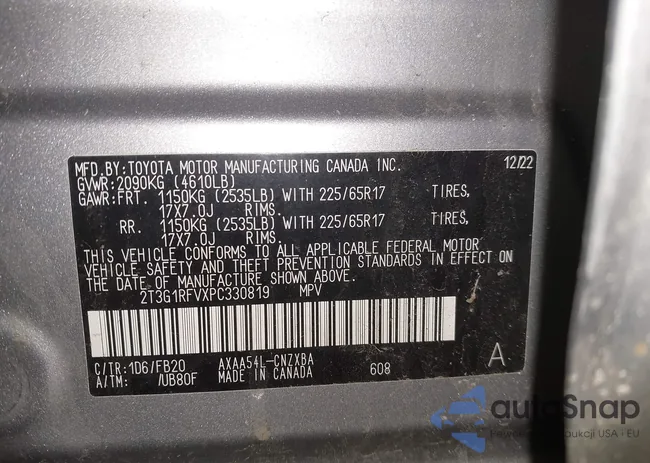 MFD.BY:TOYOTA MOTOR MANUFACTURING CANADA INC. 12/22
GVWR:2090KG (4610LB)
GAWR:FRT. 1150KG (2535LB) WITH 225/65R17 TIRES,
17X7.0J RIMS.
RR. 1150KG (2535LB) WITH 225/65R17 TIRES,
17X7.0J RIMS.
THIS VEHICLE CONFORMS TO ALL APPLICABLE FEDERAL MOTOR
VEHICLE SAFETY AND THEFT PREVENTION STANDARDS IN EFFECT ON
THE DATE OF MANUFACTURE SHOWN ABOVE.
2T3G1RFVXPC330819 MPV
C/TR:1D6/FB20 AXAA54L-CNZXBA 608 A
A/TM: /UB80F MADE IN CANADA
autoSnap
aukcji USA - EU